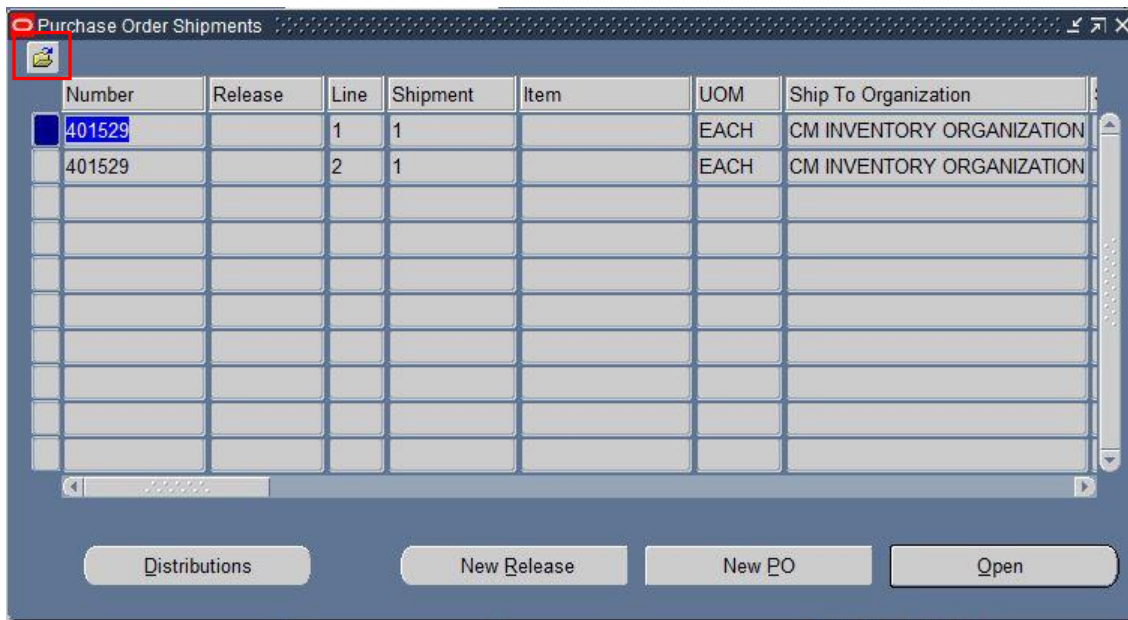 Purchase Order Shipments
Number Release Line Shipment Item UOM Ship To Organization
401529 1 1 EACH CM INVENTORY ORGANIZATION
401529 2 1 EACH CM INVENTORY ORGANIZATION
Distributions New Release New PO Open